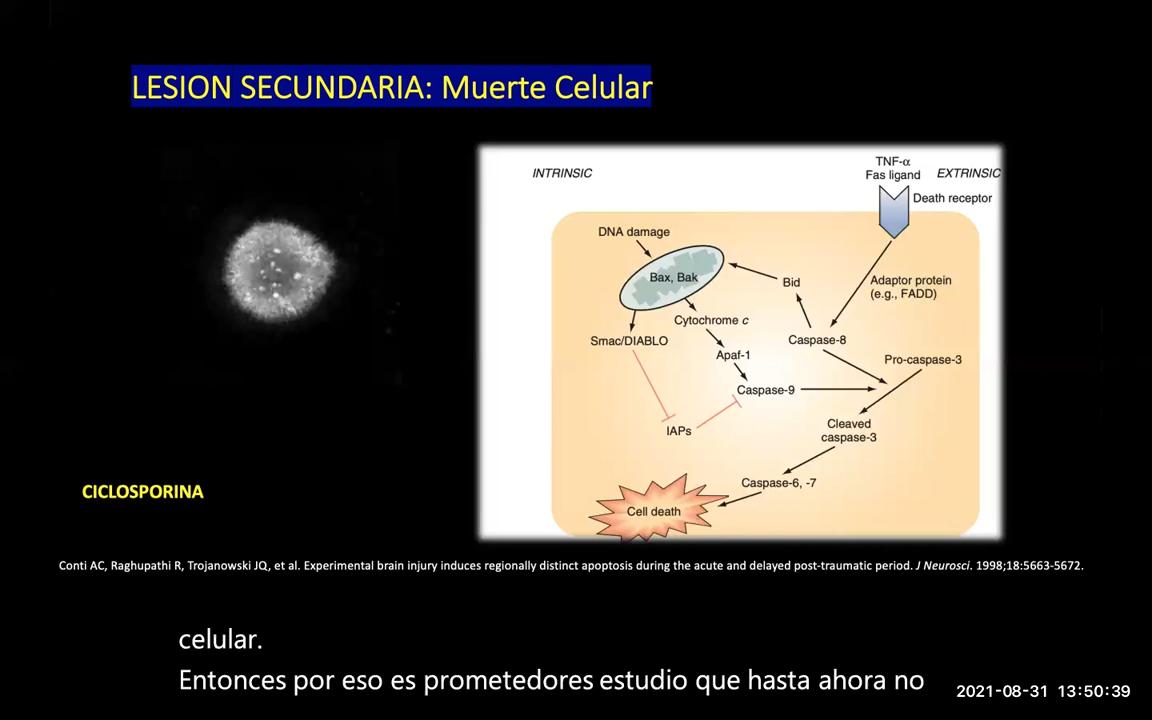 LESION SECUNDARIA: Muerte Celular
INTRINSIC
TNF-α
Fas ligand
EXTRINSIC
Death receptor
DNA damage
Bax, Bak
Bid
Adaptor protein
(e.g., FADD)
Cytochrome c
Smac/DIABLO
Caspase-8
Apaf-1
Pro-caspase-3
Caspase-9
Cleaved
caspase-3
IAPs
Caspase-6, -7
Cell death
CICLOSPORINA
Conti AC, Raghupathi R, Trojanowski JQ, et al. Experimental brain injury induces regionally distinct apoptosis during the acute and delayed post-traumatic period. J Neurosci. 1998;18:5663-5672.
celular.
Entonces por eso es prometedores estudio que hasta ahora no
2021-08-31 13:50:39